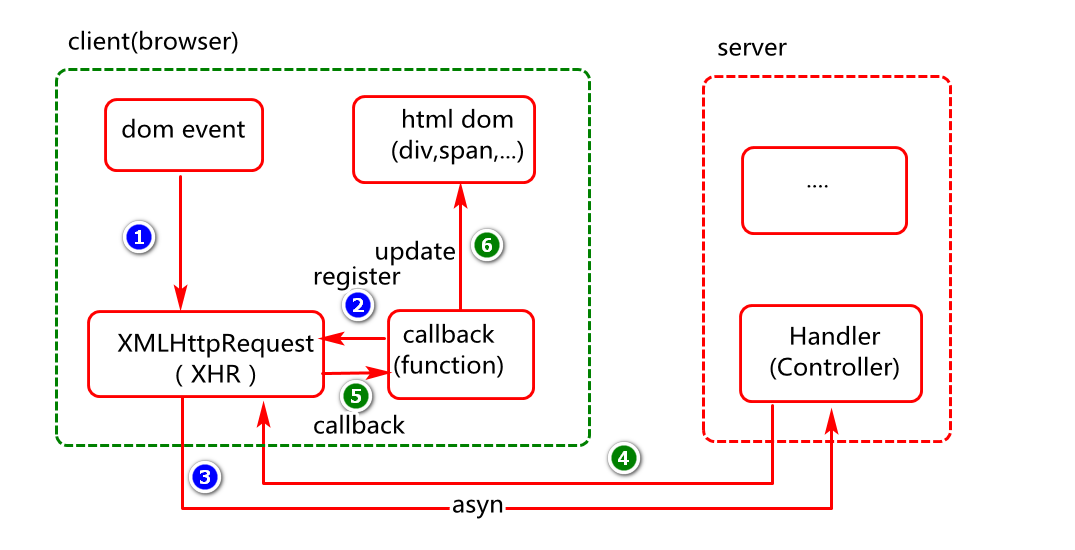 client(browser)
server
dom event
html dom
(div,span,...)
....
1
update
6
register
2
XMLHttpRequest
( XHR )
callback
(function)
Handler
(Controller)
5
callback
4
3
asyn